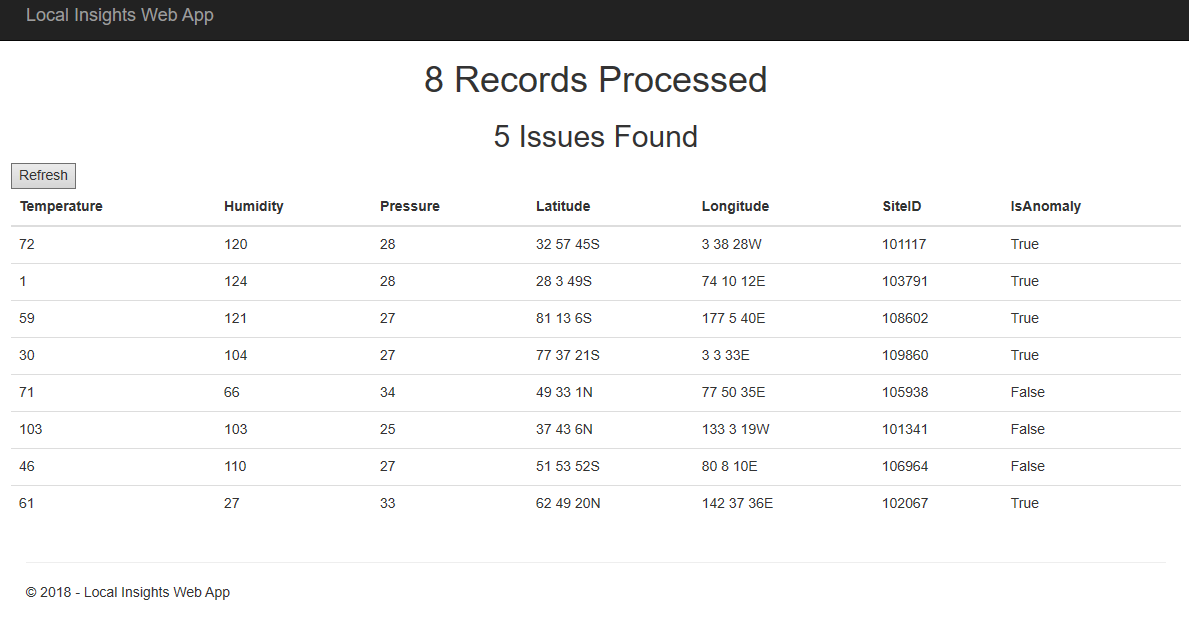 Local Insights Web App
8 Records Processed
5 Issues Found
Refresh
Temperature Humidity Pressure Latitude Longitude SiteID IsAnomaly
72 120 28 32 57 45S 3 38 28W 101117 True
1 124 28 28 3 49S 74 10 12E 103791 True
59 121 27 81 13 6S 177 5 40E 108602 True
30 104 27 77 37 21S 3 3 33E 109860 True
71 66 34 49 33 1N 77 50 35E 105938 False
103 103 25 37 43 6N 133 3 19W 101341 False
46 110 27 51 53 52S 80 8 10E 106964 False
61 27 33 62 49 20N 142 37 36E 102067 True
© 2018 - Local Insights Web App